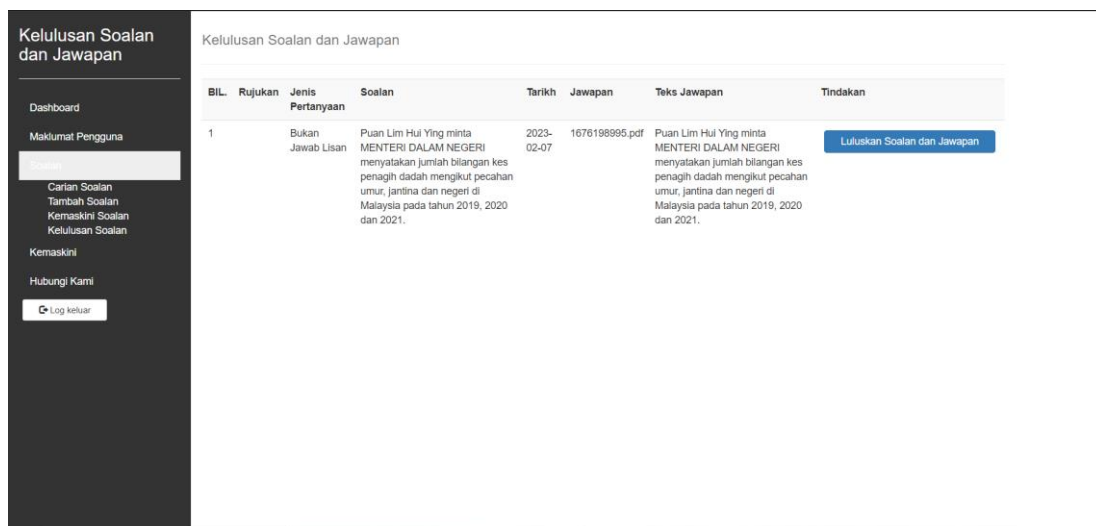 Kelulusan Soalan
dan Jawapan
Dashboard
Maklumat Pengguna
Soalan
Carian Soalan
Tambah Soalan
Kemaskini Soalan
Kelulusan Soalan
Kemaskini
Hubungi Kami
Log keluar
Kelulusan Soalan dan Jawapan
BIL. Rujukan Jenis Pertanyaan Soalan Tarikh Jawapan Teks Jawapan Tindakan
1
Bukan
Jawab Lisan
Puan Lim Hui Ying minta
MENTERI DALAM NEGERI
menyatakan jumlah bilangan kes
penagih dadah mengikut pecahan
umur, jantina dan negeri di
Malaysia pada tahun 2019, 2020
dan 2021.
2023-
02-07
1676198995.pdf
Puan Lim Hui Ying minta
MENTERI DALAM NEGERI
menyatakan jumlah bilangan kes
penagih dadah mengikut pecahan
umur, jantina dan negeri di
Malaysia pada tahun 2019, 2020
dan 2021.
Luluskan Soalan dan Jawapan